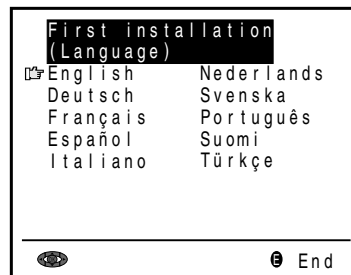 First installation
(Language)
English Nederlands
Deutsch Svenska
Français Português
Español Suomi
Italiano Türkçe
E End